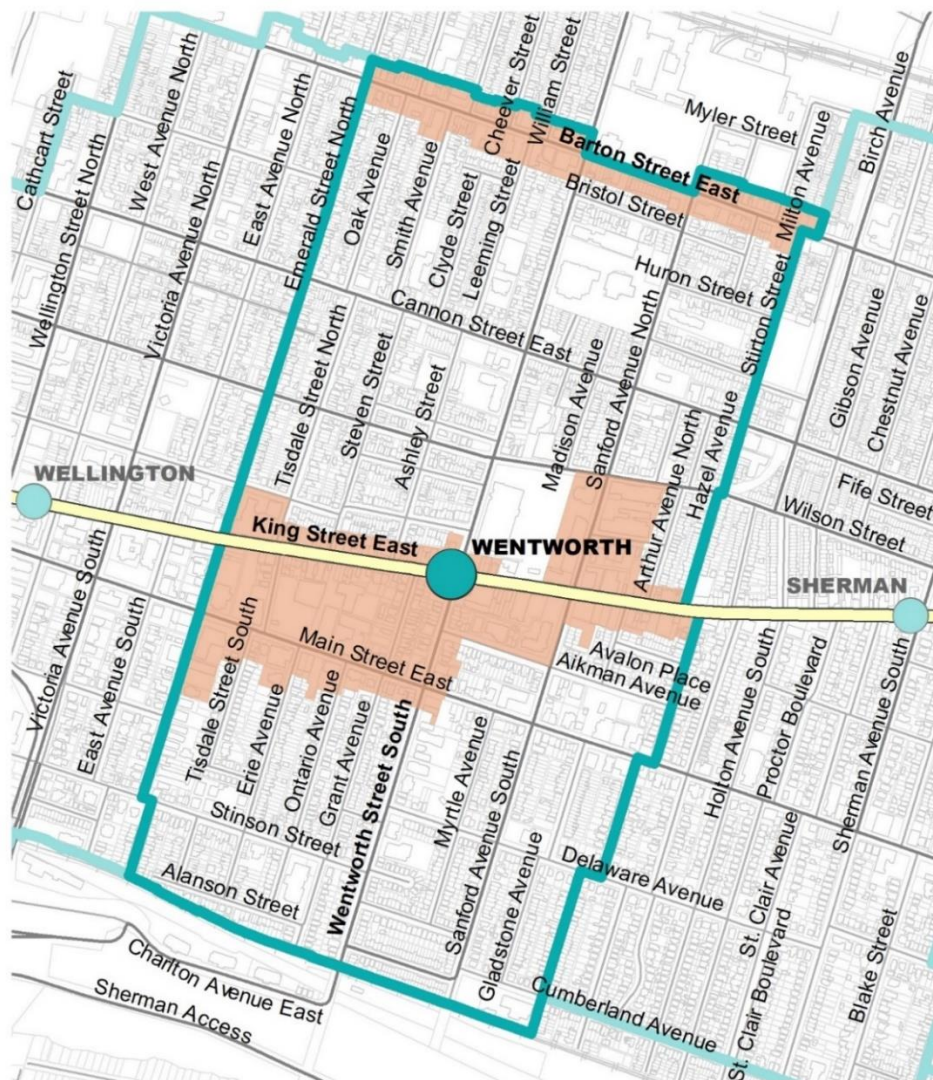 Cathcart Street
Wellington Street North
West Avenue North
Victoria Avenue North
East Avenue North
Emerald Street North
Oak Avenue
Smith Avenue
Clyde Street
Leeming Street
Cheever Street
William Street
Barton Street East
Myler Street
Milton Avenue
Birch Avenue
Bristol Street
Huron Street
Stirton Street
Cannon Street East
Tisdale Street North
Steven Street
Ashley Street
Madison Avenue
Sanford Avenue North
Arthur Avenue North
Hazel Avenue
Gibson Avenue
Chestnut Avenue
Fife Street
Wilson Street
WELLINGTON
King Street East
WENTWORTH
SHERMAN
Victoria Avenue South
East Avenue South
Tisdale Street South
Main Street East
Erie Avenue
Ontario Avenue
Grant Avenue
Wentworth Street South
Avalon Place
Aikman Avenue
Myrtle Avenue
Sanford Avenue South
Gladstone Avenue
Holton Avenue South
Proctor Boulevard
Sherman Avenue South
Stinson Street
Alanson Street
Delaware Avenue
St. Clair Avenue
St. Clair Boulevard
Blake Street
Cumberland Avenue
Charlton Avenue East
Sherman Access